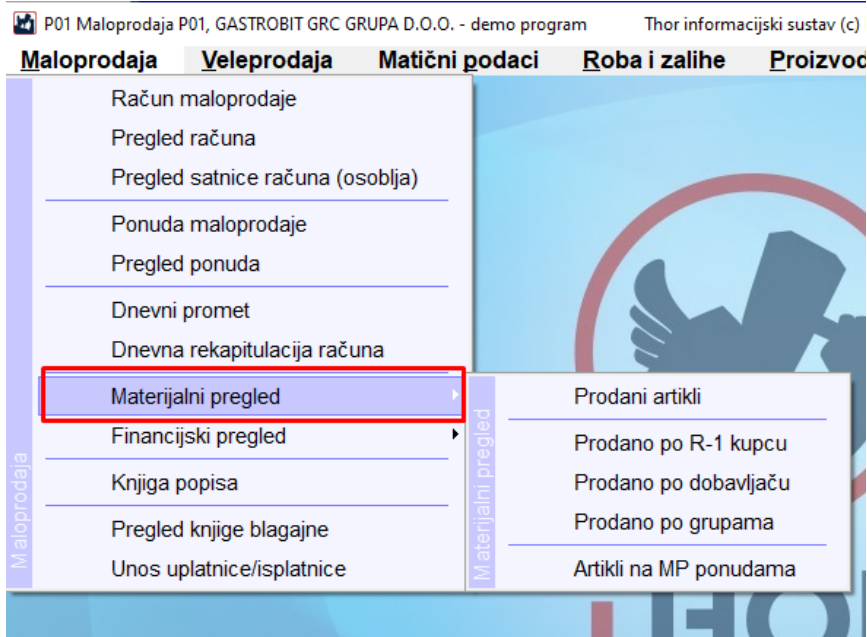 P01 Maloprodaja P01, GASTROBIT GRC GRUPA D.O.O. - demo program Thor informacijski sustav (c)
Maloprodaja Veleprodaja Matični podaci Roba i zalihe Proizvod
Račun maloprodaje
Pregled računa
Pregled satnice računa (osoblja)
Ponuda maloprodaje
Pregled ponuda
Dnevni promet
Dnevna rekapitulacija računa
Materijalni pregled
Financijski pregled
Knjiga popisa
Pregled knjige blagajne
Unos uplatnice/isplatnice
Maloprodaja
Prodani artikli
Prodano po R-1 kupcu
Prodano po dobavljaču
Prodano po grupama
Artikli na MP ponudama
Materijalni pregled